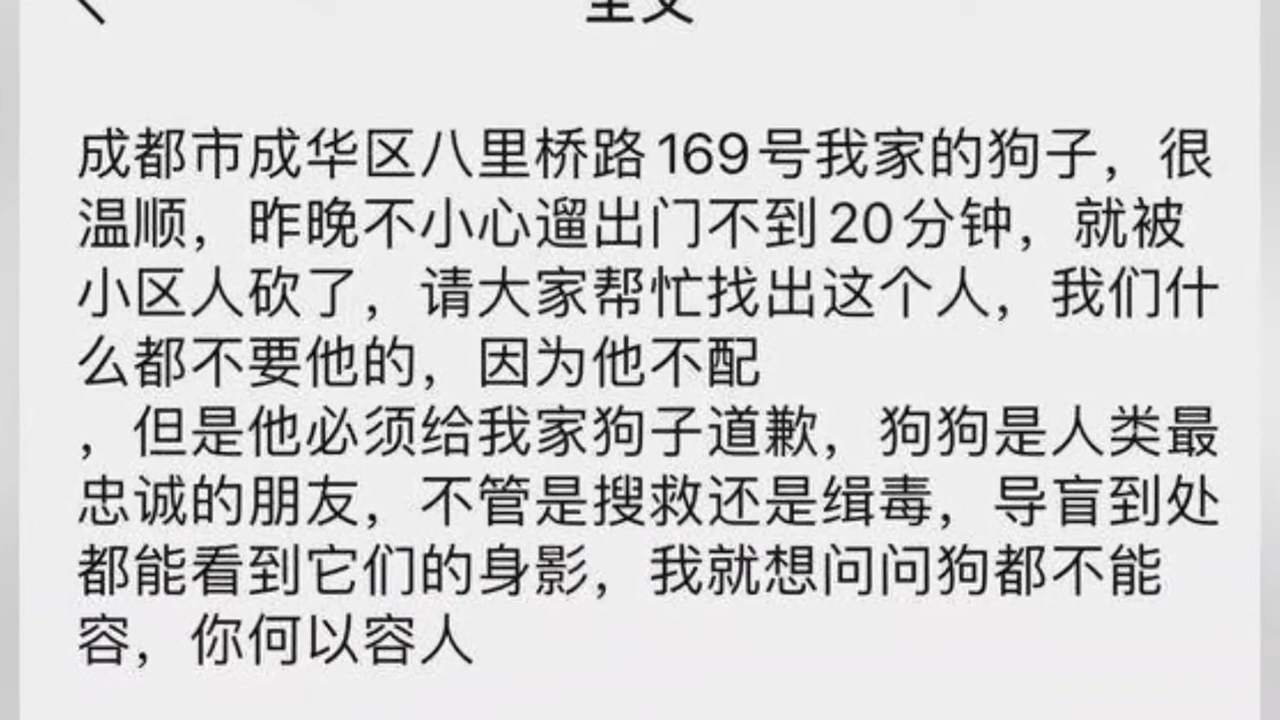 全文
成都市成华区八里桥路169号我家的狗子，很
温顺，昨晚不小心遛出门不到20分钟，就被
小区人砍了，请大家帮忙找出这个人，我们什
么都不要他的，因为他不配
，但是他必须给我家狗子道歉，狗狗是人类最
忠诚的朋友，不管是搜救还是缉毒，导盲到处
都能看到它们的身影，我就想问问狗都不能
容，你何以容人